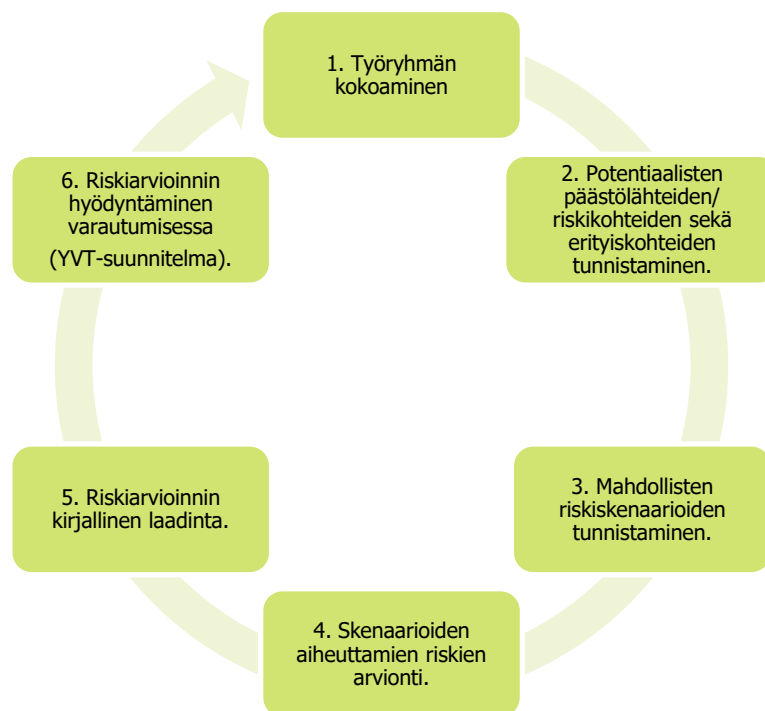 1. Työryhmän
kokoaminen
2. Potentiaalisten
päästölähteiden/
riskikohteiden sekä
erityiskohteiden
tunnistaminen.
3. Mahdollisten
riskiskenaarioiden
tunnistaminen.
4. Skenaarioiden
aiheuttamien riskien
arvionti.
5. Riskiarvioinnin
kirjallinen laadinta.
6. Riskiarvioinnin
hyödyntäminen
varautumisessa
(YVT-suunnitelma).